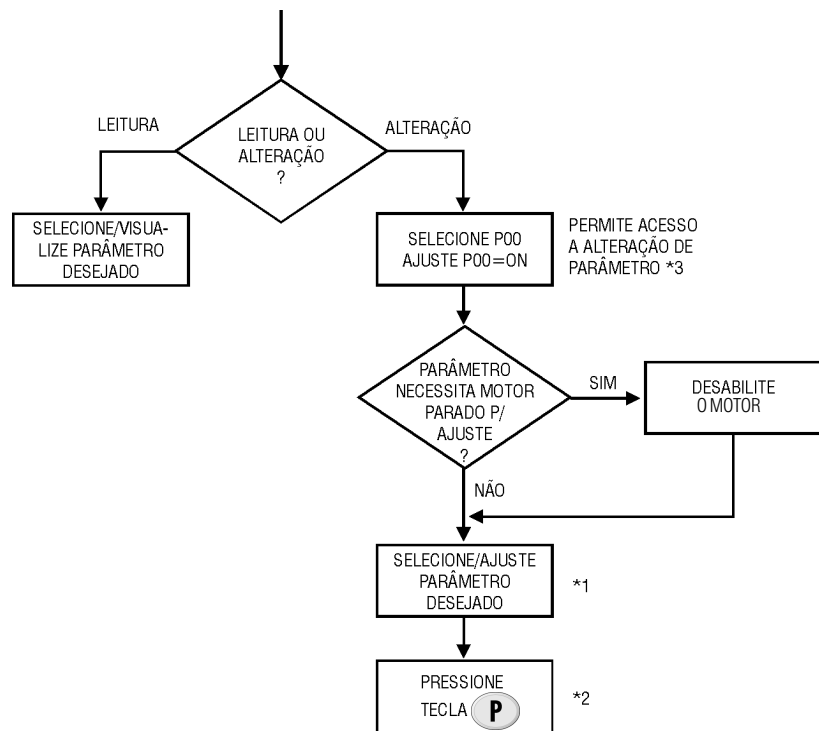 LEITURA
LEITURA OU
ALTERAÇÃO
?
ALTERAÇÃO
SELECIONE/VISUA-
LIZE PARÂMETRO
DESEJADO
SELECIONE P00
AJUSTE P00=ON
PERMITE ACESSO
A ALTERAÇÃO DE
PARÂMETRO *3
PARÂMETRO
NECESSITA MOTOR
PARADO P/
AJUSTE
?
SIM
DESABILITE
O MOTOR
NÃO
SELECIONE/AJUSTE
PARÂMETRO
DESEJADO
*1
PRESSIONE
TECLA P
*2